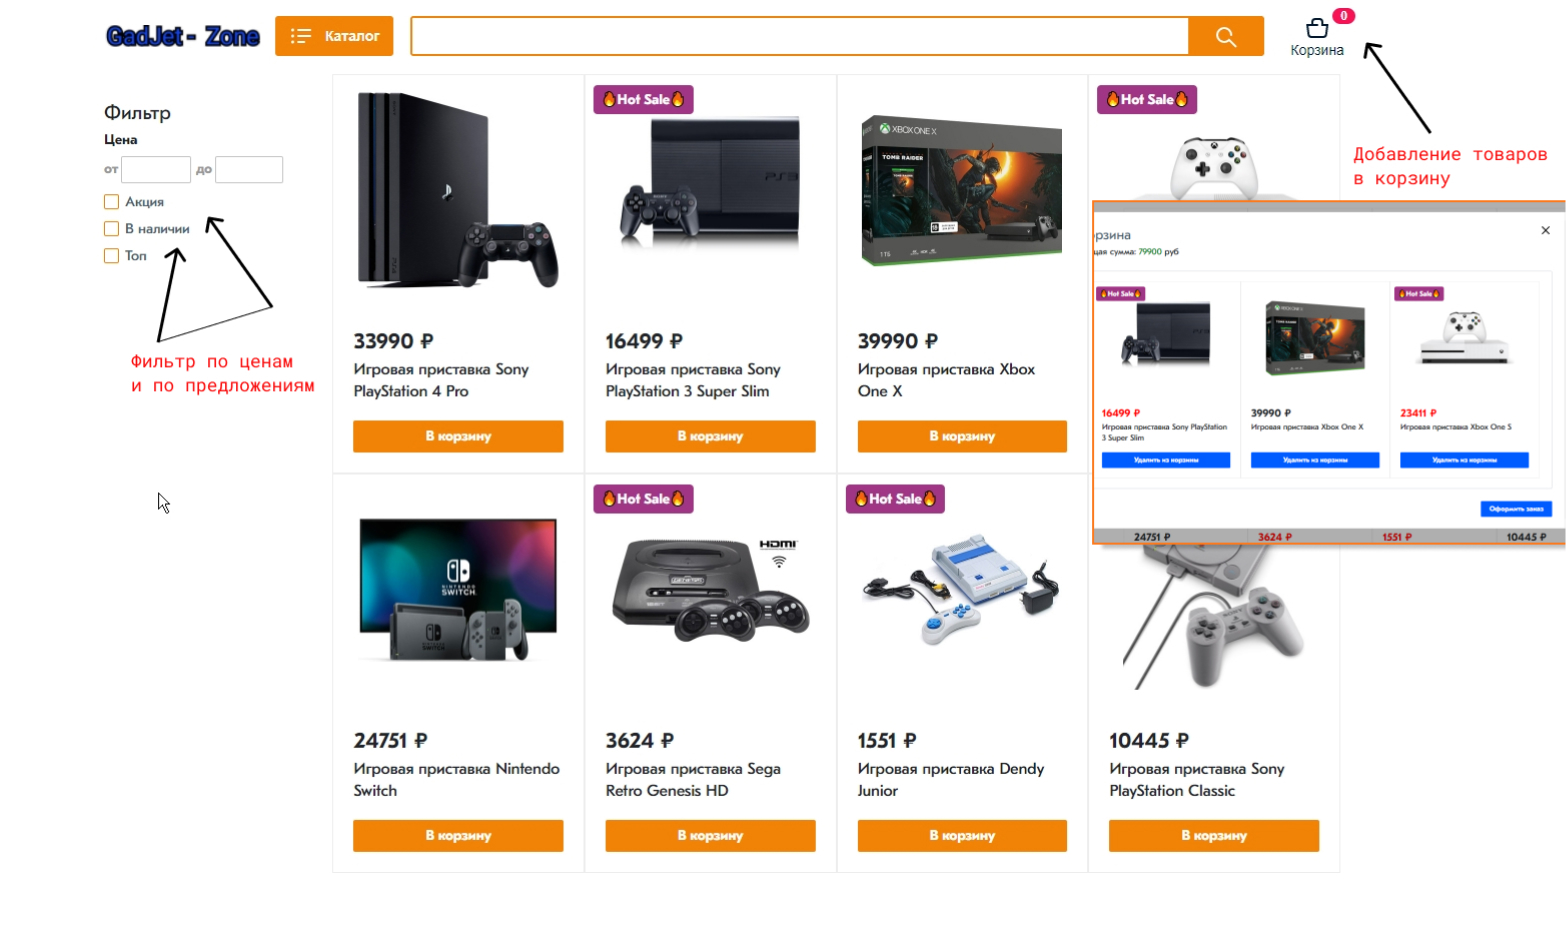 GadJet - Zone
Каталог
0
Корзина
Фильтр
Цена
от
до
Акция
В наличии
Топ
Фильтр по ценам
и по предложениям
Добавление товаров
в корзину
33990 ₽
Игровая приставка Sony
PlayStation 4 Pro
В корзину
Hot Sale
PS3
16499 ₽
Игровая приставка Sony
PlayStation 3 Super Slim
В корзину
XBOX ONE X
TOMB RAIDER
1TB
39990 ₽
Игровая приставка Xbox
One X
В корзину
Hot Sale
рзина
щая сумма: 79900 руб
Hot Sale
16499 ₽
Игровая приставка Sony PlayStation
3 Super Slim
Удалить из корзины
39990 ₽
Игровая приставка Xbox One X
Удалить из корзины
Hot Sale
23411 ₽
Игровая приставка Xbox One S
Удалить из корзины
Оформить заказ
24751 ₽
3624 ₽
1551 ₽
10445 ₽
NINTENDO
SWITCH
24751 ₽
Игровая приставка Nintendo
Switch
В корзину
Hot Sale
HDMI
3624 ₽
Игровая приставка Sega
Retro Genesis HD
В корзину
Hot Sale
1551 ₽
Игровая приставка Dendy
Junior
В корзину
10445 ₽
Игровая приставка Sony
PlayStation Classic
В корзину